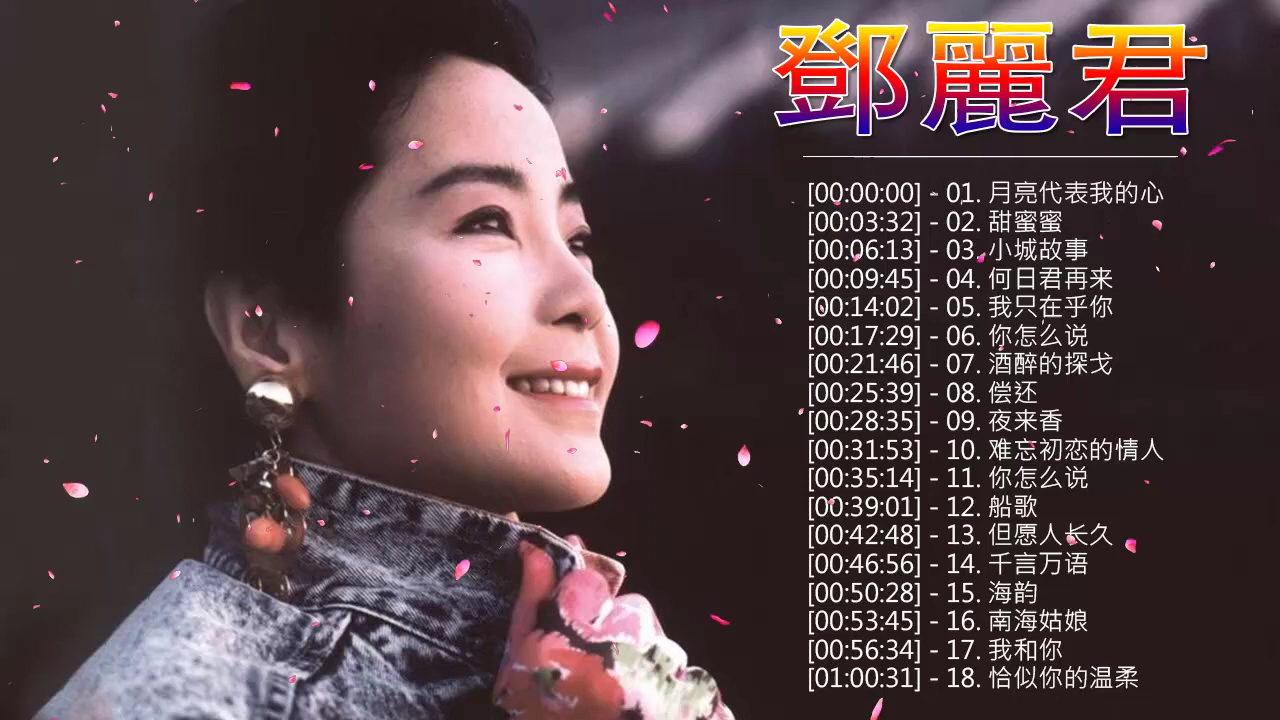 鄧麗君
[00:00:00] - 01. 月亮代表我的心
[00:03:32] - 02. 甜蜜蜜
[00:06:13] - 03. 小城故事
[00:09:45] - 04. 何日君再来
[00:14:02] - 05. 我只在乎你
[00:17:29] - 06. 你怎么说
[00:21:46] - 07. 酒醉的探戈
[00:25:39] - 08. 偿还
[00:28:35] - 09. 夜来香
[00:31:53] - 10. 难忘初恋的情人
[00:35:14] - 11. 你怎么说
[00:39:01] - 12. 船歌
[00:42:48] - 13. 但愿人长久
[00:46:56] - 14. 千言万语
[00:50:28] - 15. 海韵
[00:53:45] - 16. 南海姑娘
[00:56:34] - 17. 我和你
[01:00:31] - 18. 恰似你的温柔